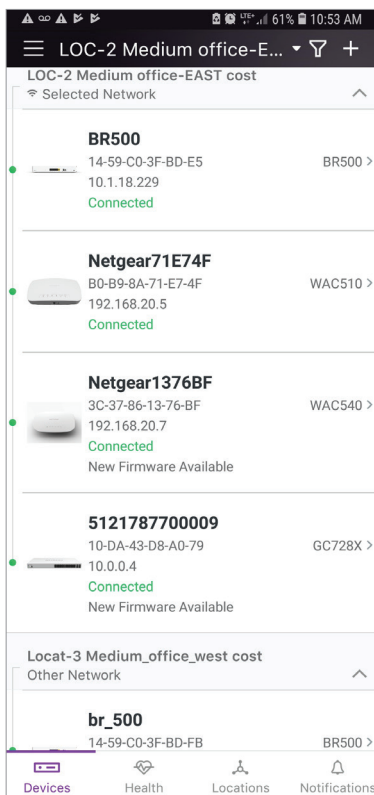 LTE+ 61% 10:53 AM
LOC-2 Medium office-E...
LOC-2 Medium office-EAST cost
Selected Network
BR500
14-59-C0-3F-BD-E5
BR500 >
10.1.18.229
Connected
Netgear71E74F
B0-B9-8A-71-E7-4F
WAC510 >
192.168.20.5
Connected
Netgear1376BF
3C-37-86-13-76-BF
WAC540 >
192.168.20.7
Connected
New Firmware Available
5121787700009
10-DA-43-D8-A0-79
GC728X >
10.0.0.4
Connected
New Firmware Available
Locat-3 Medium_office_west cost
Other Network
br_500
14-59-C0-3F-BD-FB
BR500 >
Devices Health Locations Notifications